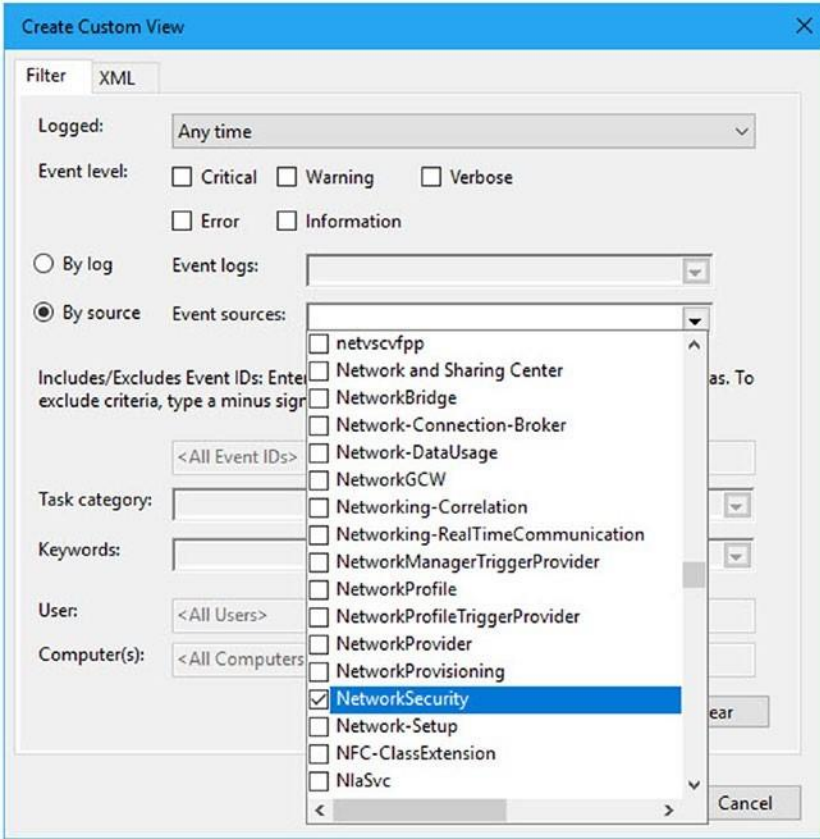 Create Custom View
Filter XML
Logged: Any time
Event level: Critical Warning Verbose
Error Information
By log Event logs:
By source Event sources:
netvscvfpp
Network and Sharing Center
Includes/Excludes Event IDs: Enter as. To
exclude criteria, type a minus sign
NetworkBridge
Network-Connection-Broker
Network-DataUsage
<All Event IDs>
NetworkGCW
Task category:
Networking-Correlation
Networking-RealTimeCommunication
Keywords:
NetworkManagerTriggerProvider
NetworkProfile
User: <All Users>
NetworkProfileTriggerProvider
NetworkProvider
Computer(s): <All Computers
NetworkProvisioning
NetworkSecurity
ear
Network-Setup
NFC-ClassExtension
NlaSvc
Cancel